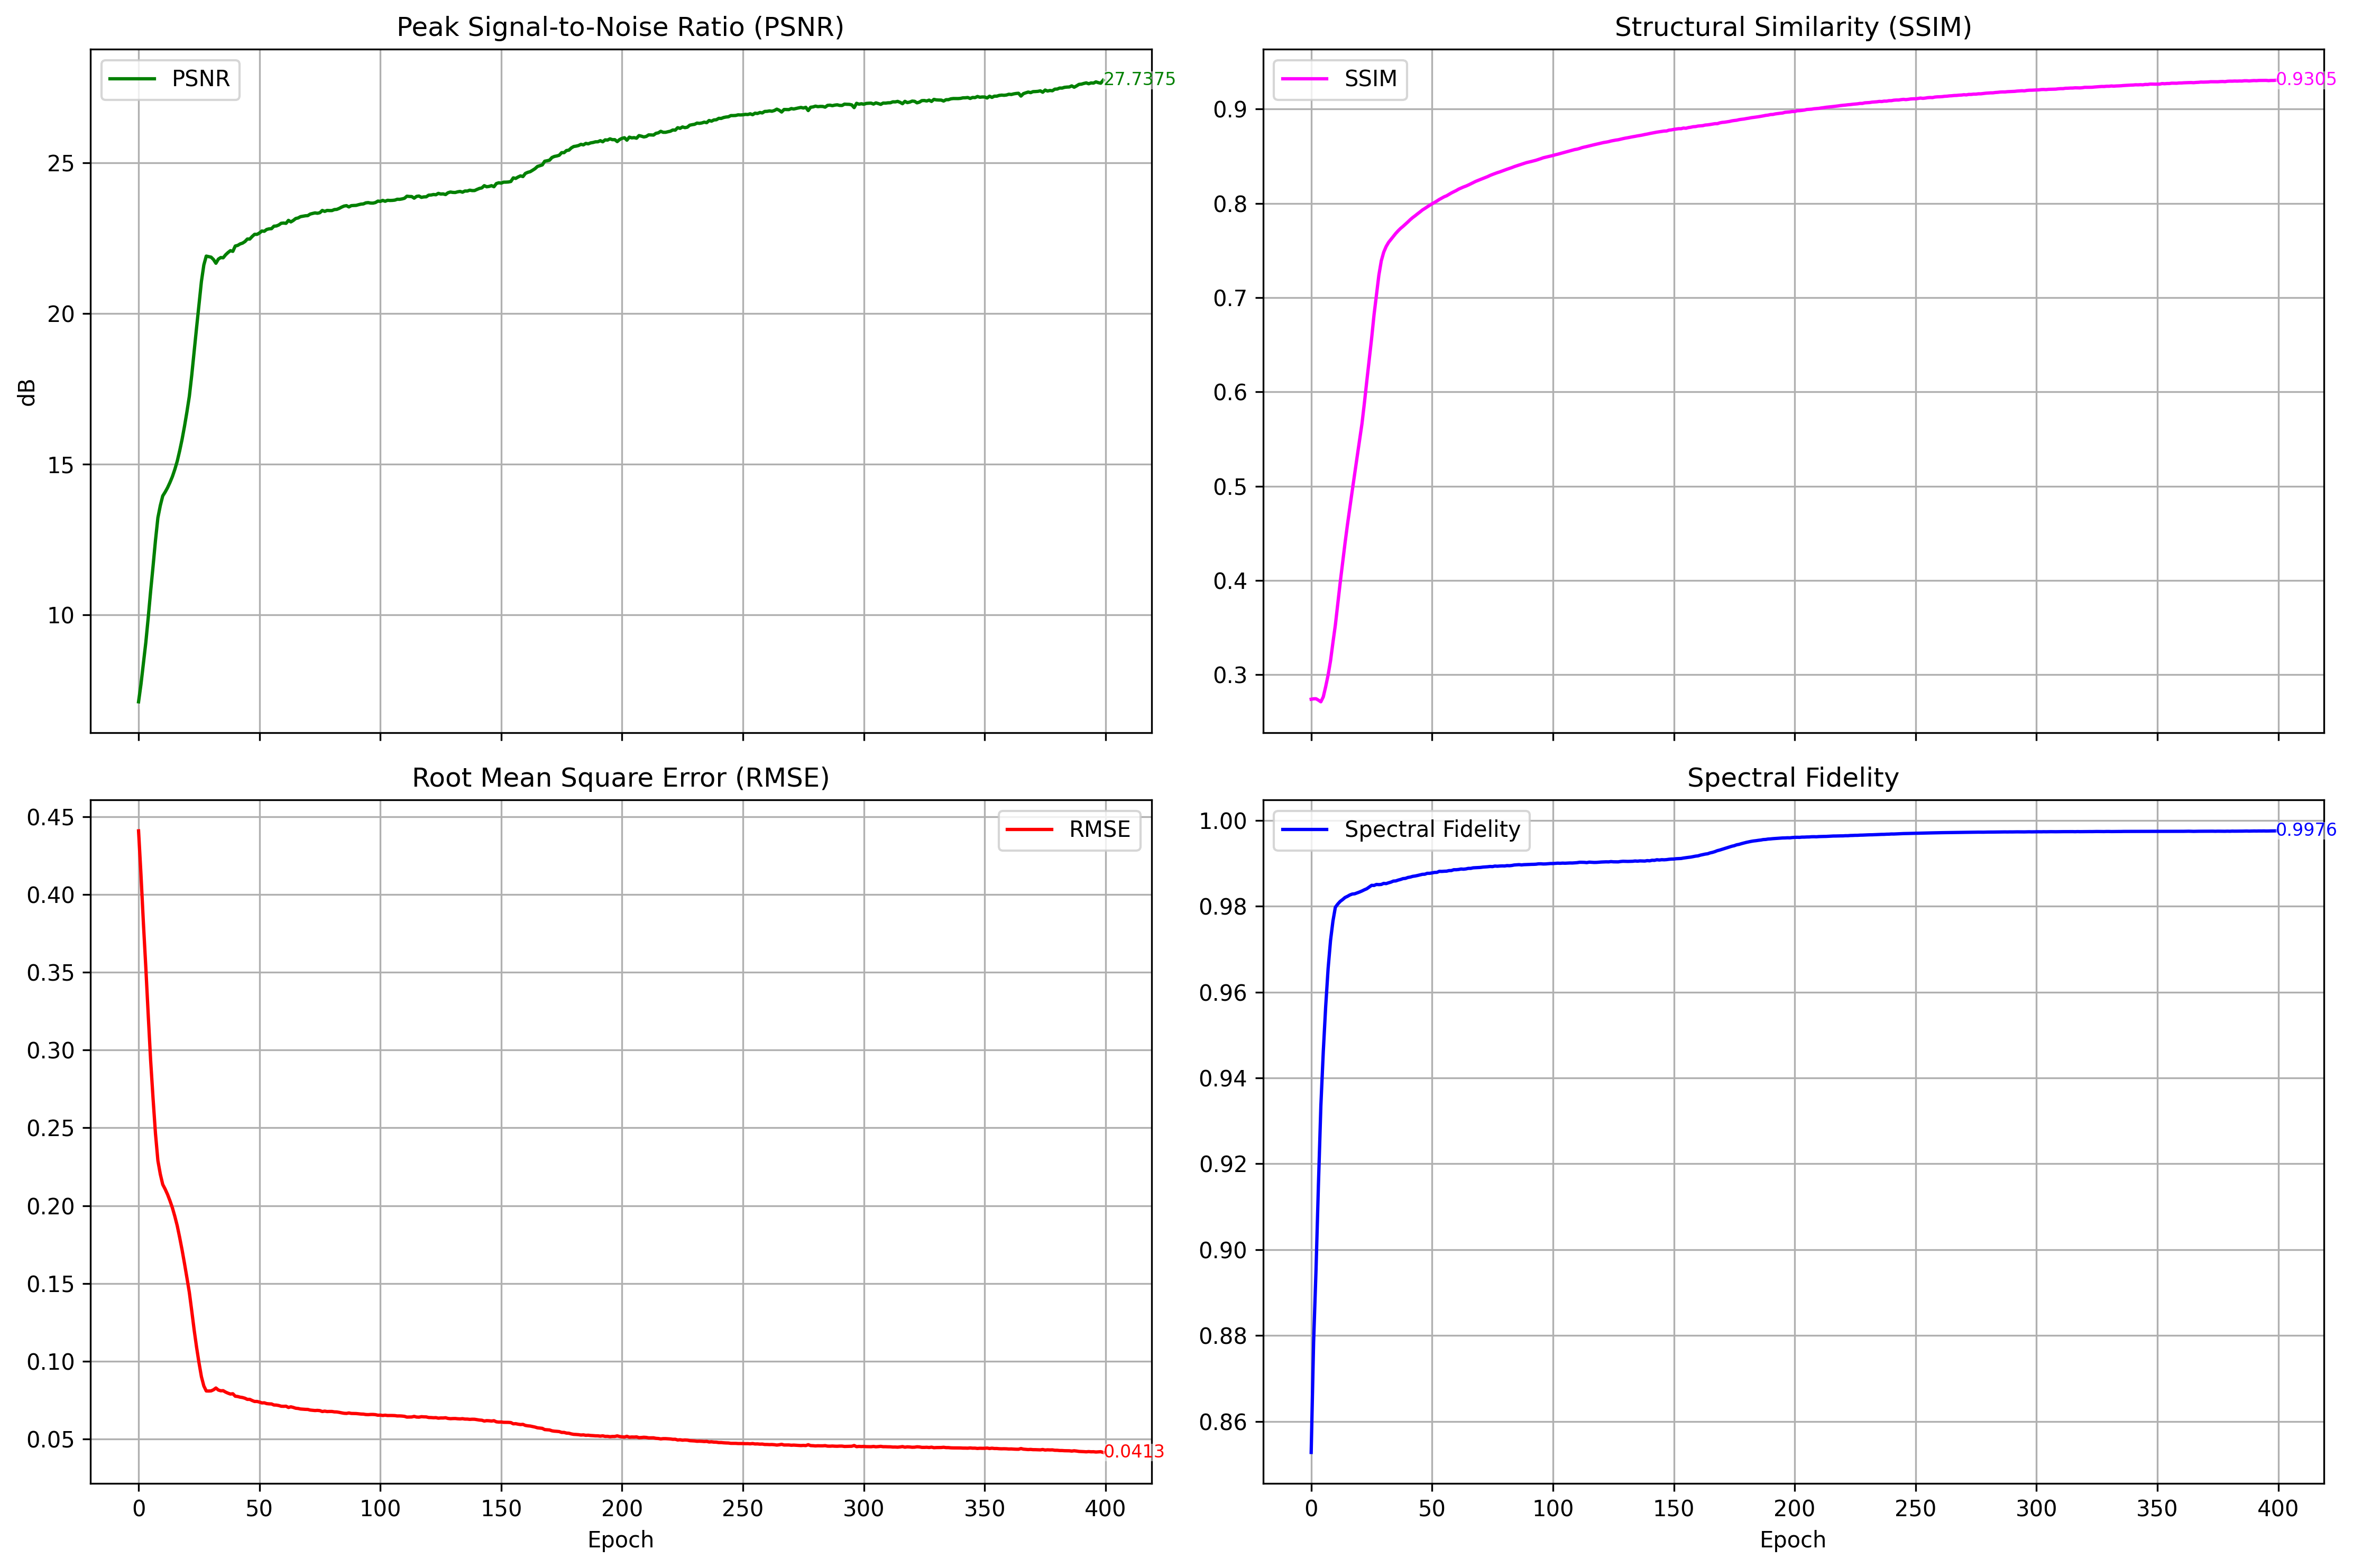 Peak Signal-to-Noise Ratio (PSNR)
PSNR
27.7375
25
20
15
10
dB
Structural Similarity (SSIM)
SSIM
0.9305
0.9
0.8
0.7
0.6
0.5
0.4
0.3
Root Mean Square Error (RMSE)
RMSE
0.45
0.40
0.35
0.30
0.25
0.20
0.15
0.10
0.05
0.0413
0 50 100 150 200 250 300 350 400
Epoch
Spectral Fidelity
Spectral Fidelity
0.9976
1.00
0.98
0.96
0.94
0.92
0.90
0.88
0.86
0 50 100 150 200 250 300 350 400
Epoch